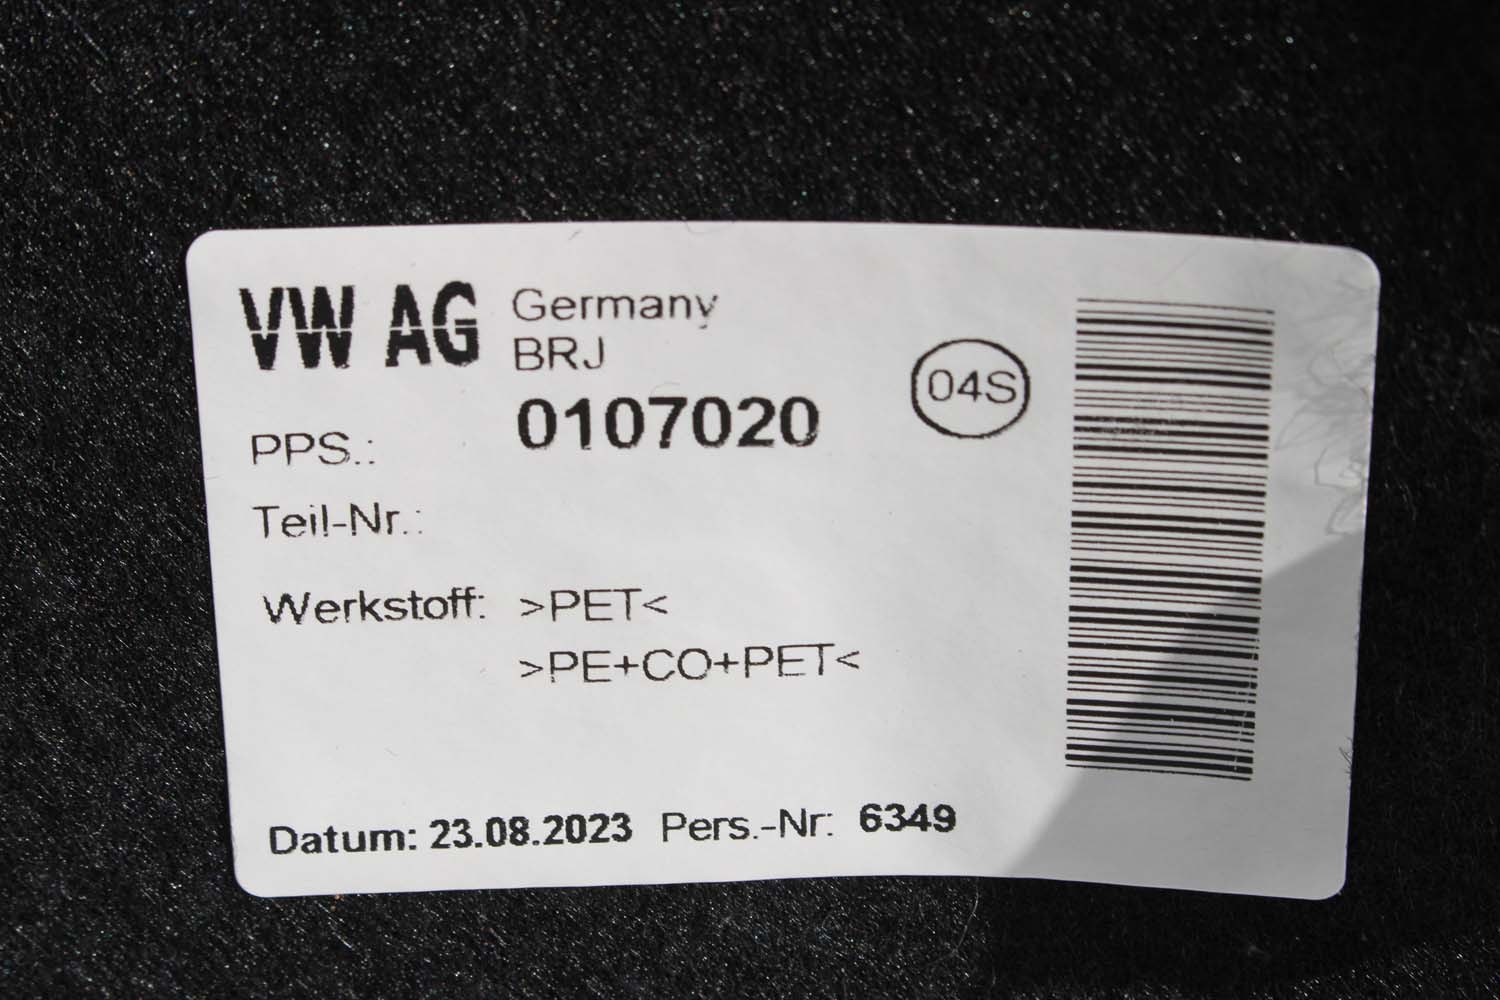 VW AG Germany
BRJ
PPS.: 0107020
04S
Teil-Nr.:
Werkstoff: >PET<
>PE+CO+PET<
Datum: 23.08.2023 Pers.-Nr: 6349